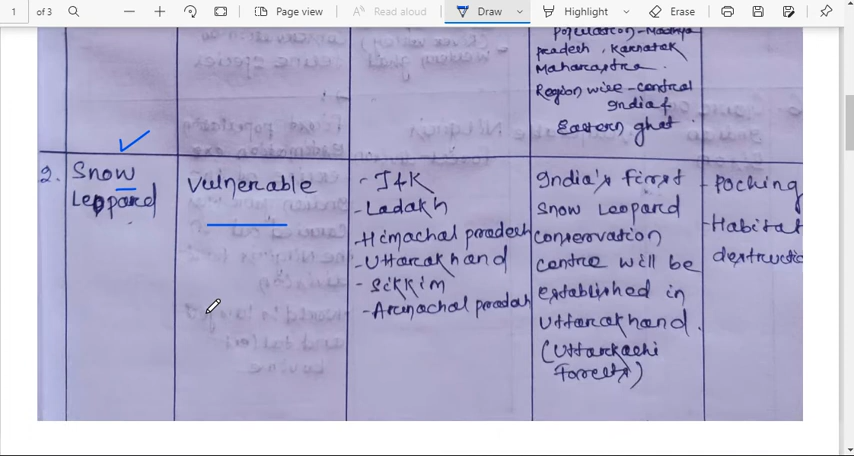 1 of 3
Page view
Read aloud
Draw
Highlight
Erase
population-Madhya
pradesh, Karnatak
Maharastra.
Region wise - central
India &
Eastern ghat.
2. Snow
Leopard
Vulnerable
- J&K
- Ladakh
- Himachal pradesh
- Uttarakhand
- Sikkim
- Arunachal pradesh
India's first
Snow Leopard
conservation
centre will be
established in
Uttarakhand.
(Uttarkashi
Forests)
- Poching
- Habitat
destructio